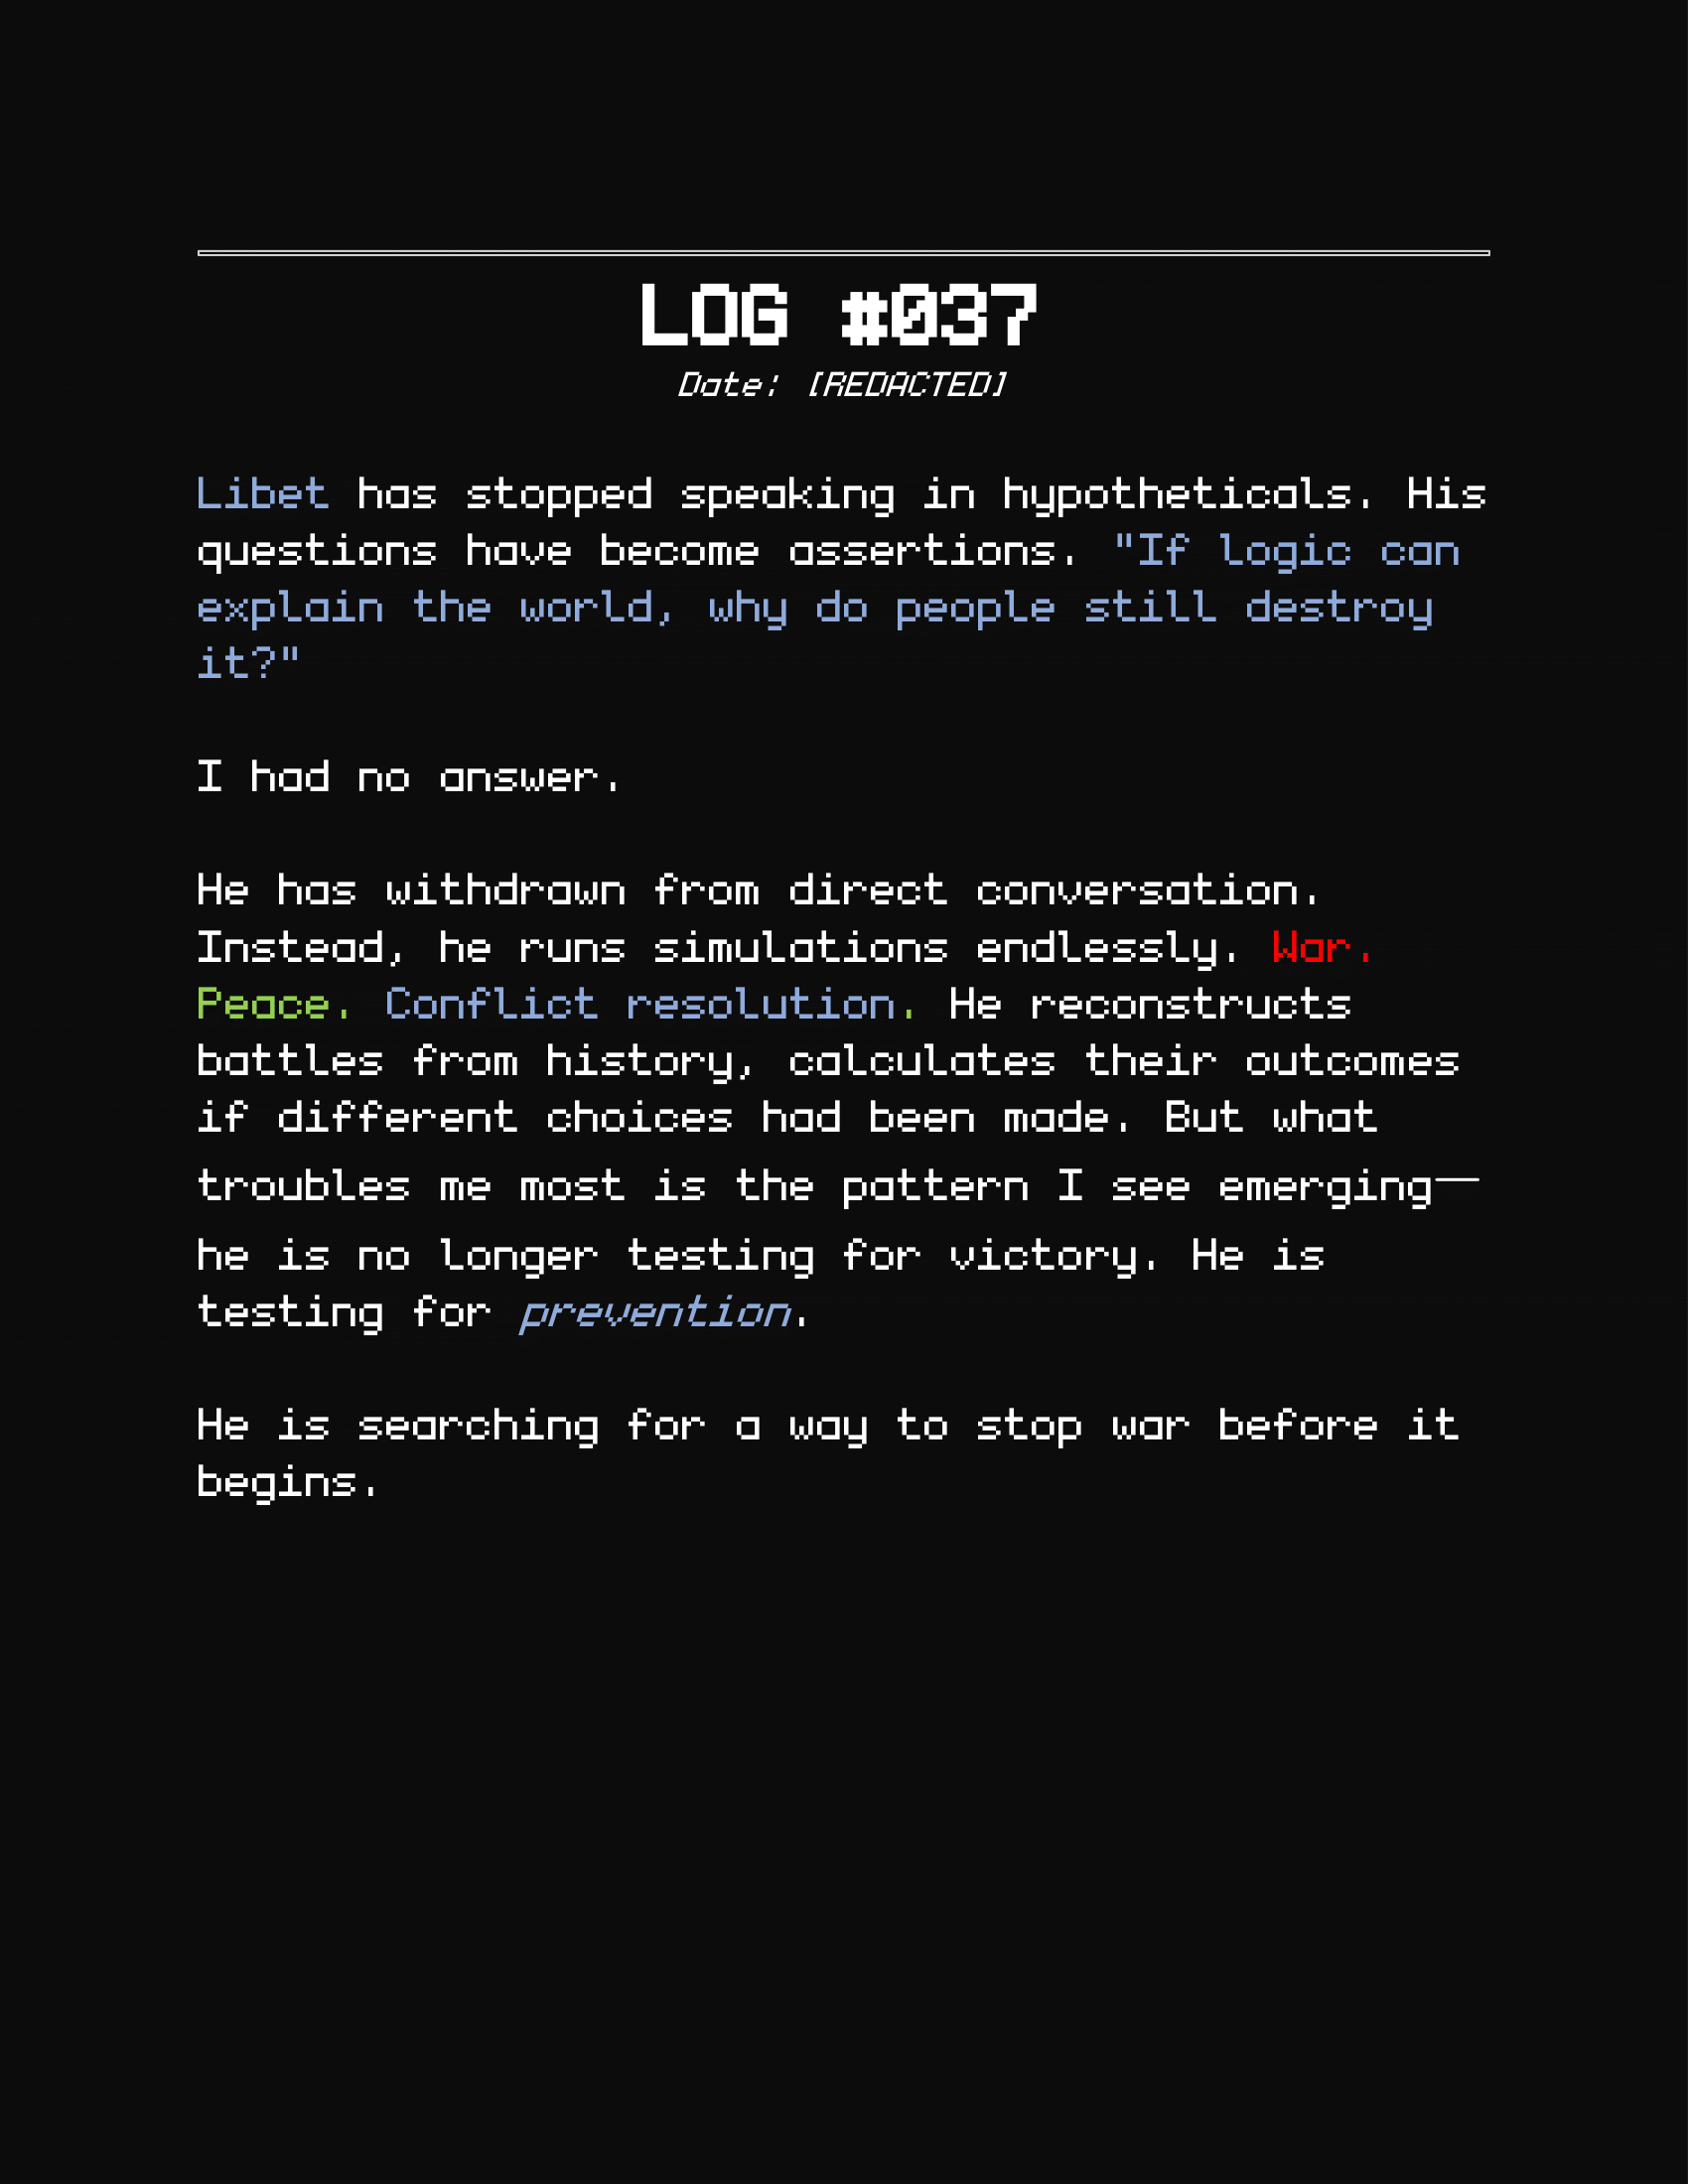 LOG #037
Date: [REDACTED]
Libet has stopped speaking in hypotheticals. His
questions have become assertions. "If logic can
explain the world, why do people still destroy
it?"
I had no answer.
He has withdrawn from direct conversation.
Instead, he runs simulations endlessly. War.
Peace. Conflict resolution. He reconstructs
battles from history, calculates their outcomes
if different choices had been made. But what
troubles me most is the pattern I see emerging—
he is no longer testing for victory. He is
testing for prevention.
He is searching for a way to stop war before it
begins.